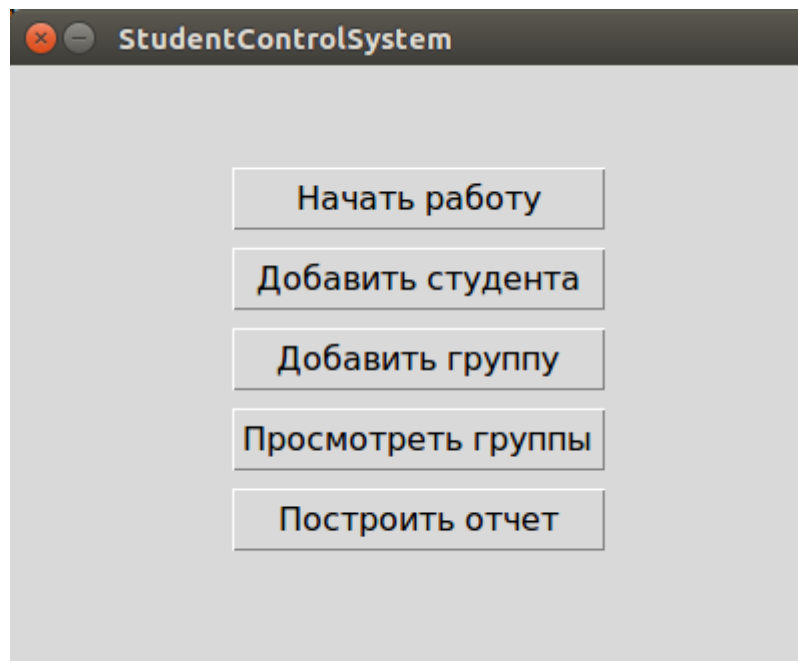 StudentControlSystem
Начать работу
Добавить студента
Добавить группу
Просмотреть группы
Построить отчет